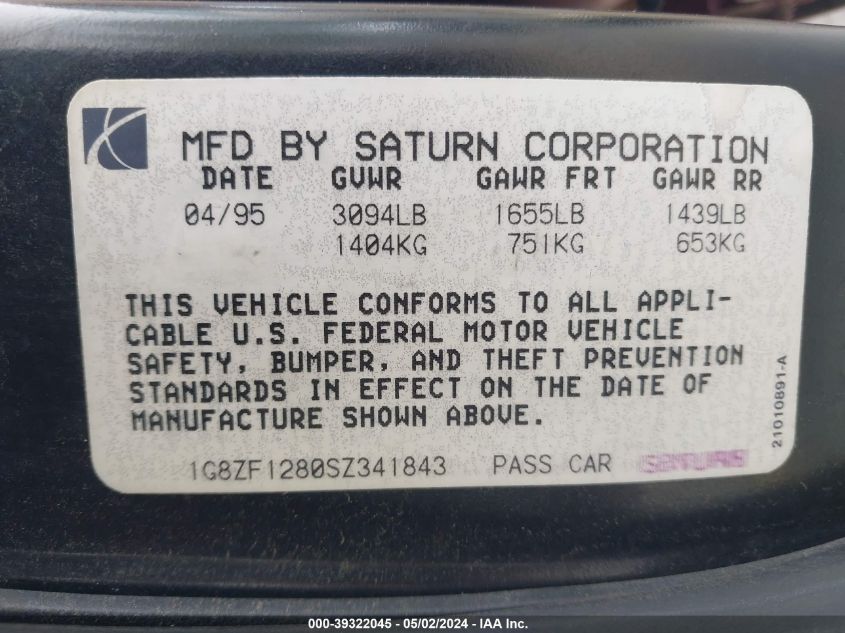 MFD BY SATURN CORPORATION
DATE GVWR GAWR FRT GAWR RR
04/95 3094LB 1655LB 1439LB
1404KG 751KG 653KG
THIS VEHICLE CONFORMS TO ALL APPLI-
CABLE U.S. FEDERAL MOTOR VEHICLE
SAFETY, BUMPER, AND THEFT PREVENTION
STANDARDS IN EFFECT ON THE DATE OF
MANUFACTURE SHOWN ABOVE.
1G8ZF1280SZ341843 PASS CAR SATURN
21010891-A
000-39322045 - 05/02/2024 - IAA Inc.